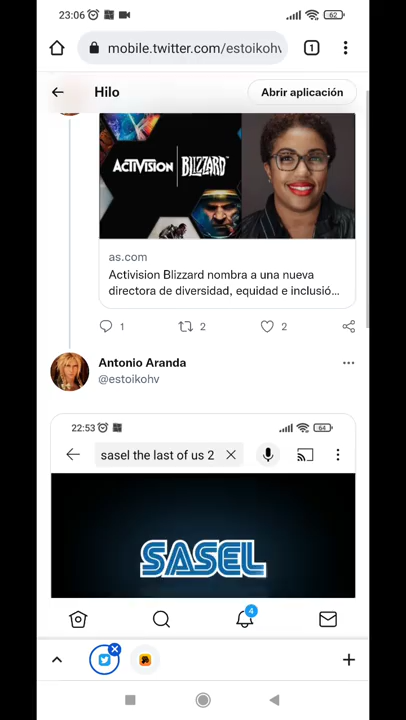 23:06
62
mobile.twitter.com/estoikohv
1
Hilo
Abrir aplicación
ACTIVISION BLIZZARD
as.com
Activision Blizzard nombra a una nueva
directora de diversidad, equidad e inclusió...
1 2 2
Antonio Aranda
@estoikohv
22:53
64
sasel the last of us 2
SASEL
4